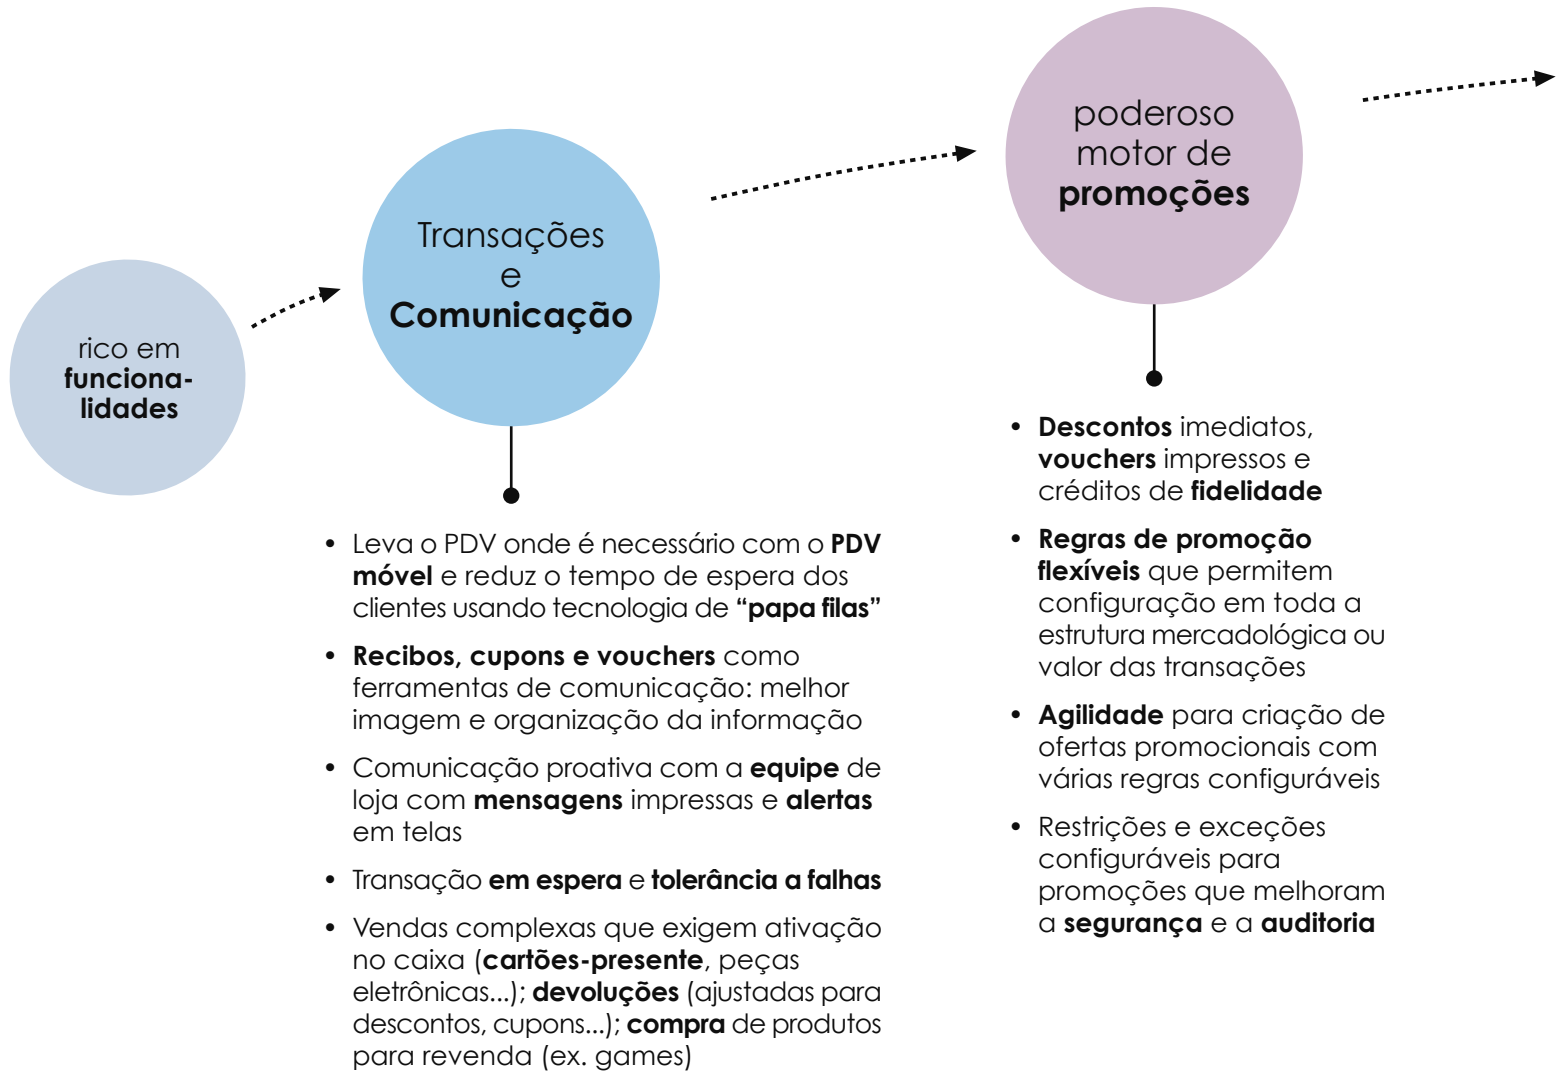 rico em
funciona-
lidades
Transações
e
Comunicação
• Leva o PDV onde é necessário com o PDV
móvel e reduz o tempo de espera dos
clientes usando tecnologia de “papa filas”
• Recibos, cupons e vouchers como
ferramentas de comunicação: melhor
imagem e organização da informação
• Comunicação proativa com a equipe de
loja com mensagens impressas e alertas
em telas
• Transação em espera e tolerância a falhas
• Vendas complexas que exigem ativação
no caixa (cartões-presente, peças
eletrônicas...); devoluções (ajustadas para
descontos, cupons...); compra de produtos
para revenda (ex. games)
poderoso
motor de
promoções
• Descontos imediatos,
vouchers impressos e
créditos de fidelidade
• Regras de promoção
flexíveis que permitem
configuração em toda a
estrutura mercadológica ou
valor das transações
• Agilidade para criação de
ofertas promocionais com
várias regras configuráveis
• Restrições e exceções
configuráveis para
promoções que melhoram
a segurança e a auditoria